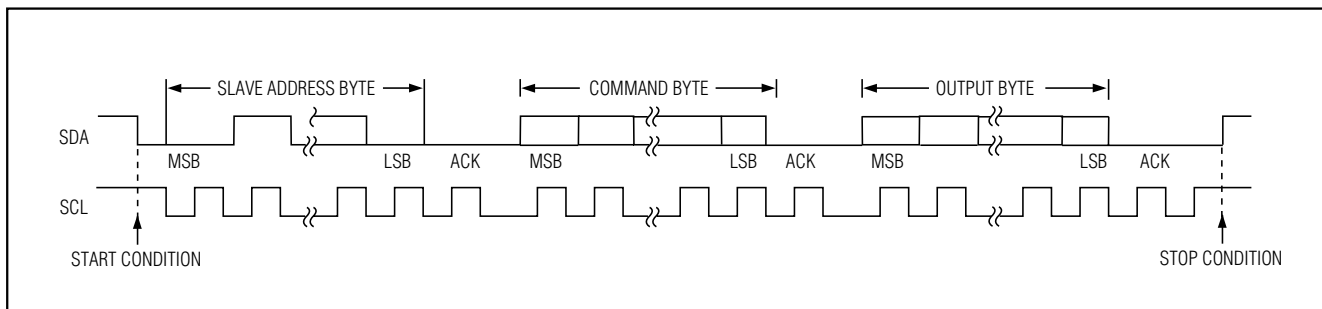 SLAVE ADDRESS BYTE COMMAND BYTE OUTPUT BYTE
SDA
MSB LSB ACK MSB LSB ACK MSB LSB ACK
SCL
START CONDITION STOP CONDITION